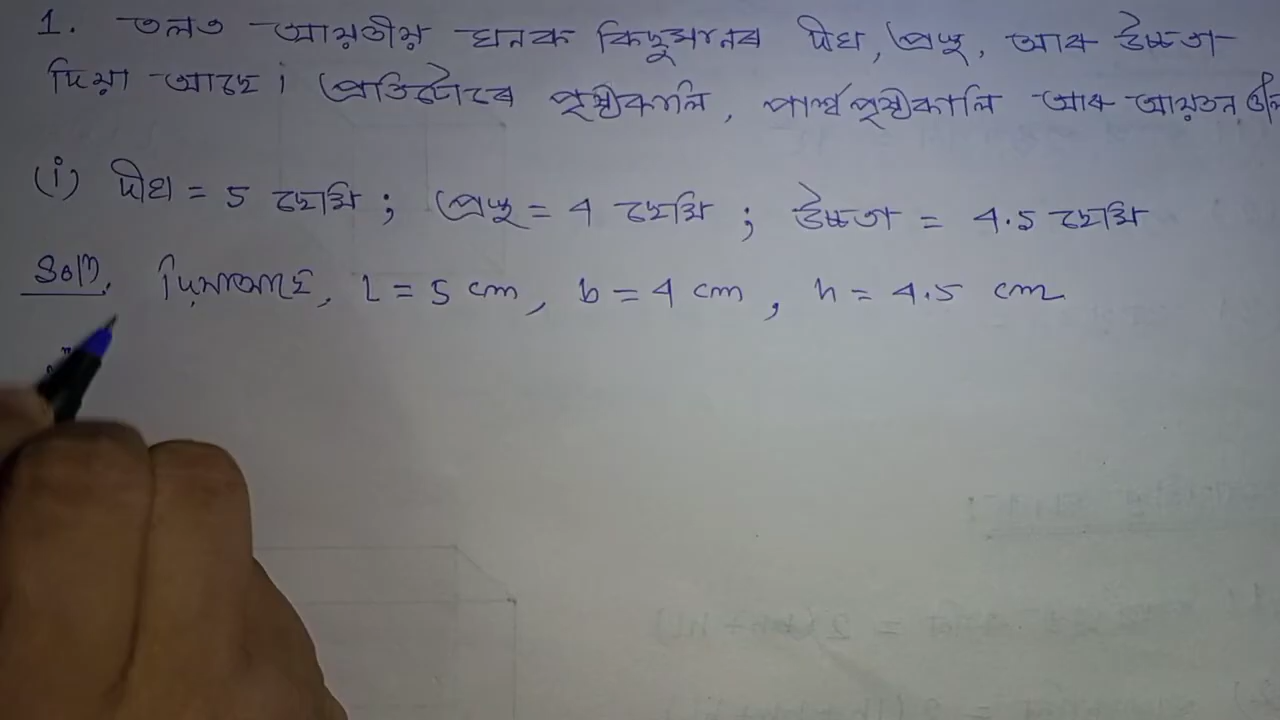 1. তলত আয়তীয় ঘনক কিছুমানৰ দীঘ, প্ৰস্থ, আৰু উচ্চতা
দিয়া আছে। প্ৰতিটোৰে পৃষ্ঠকালি, পাৰ্শ্বপৃষ্ঠকালি আৰু আয়তন
(i) দীঘ = 5 ছেমি ; প্ৰস্থ = 4 ছেমি ; উচ্চতা = 4.5 ছেমি
Soln. দিয়াআছে, l = 5 cm, b = 4 cm, h = 4.5 cm